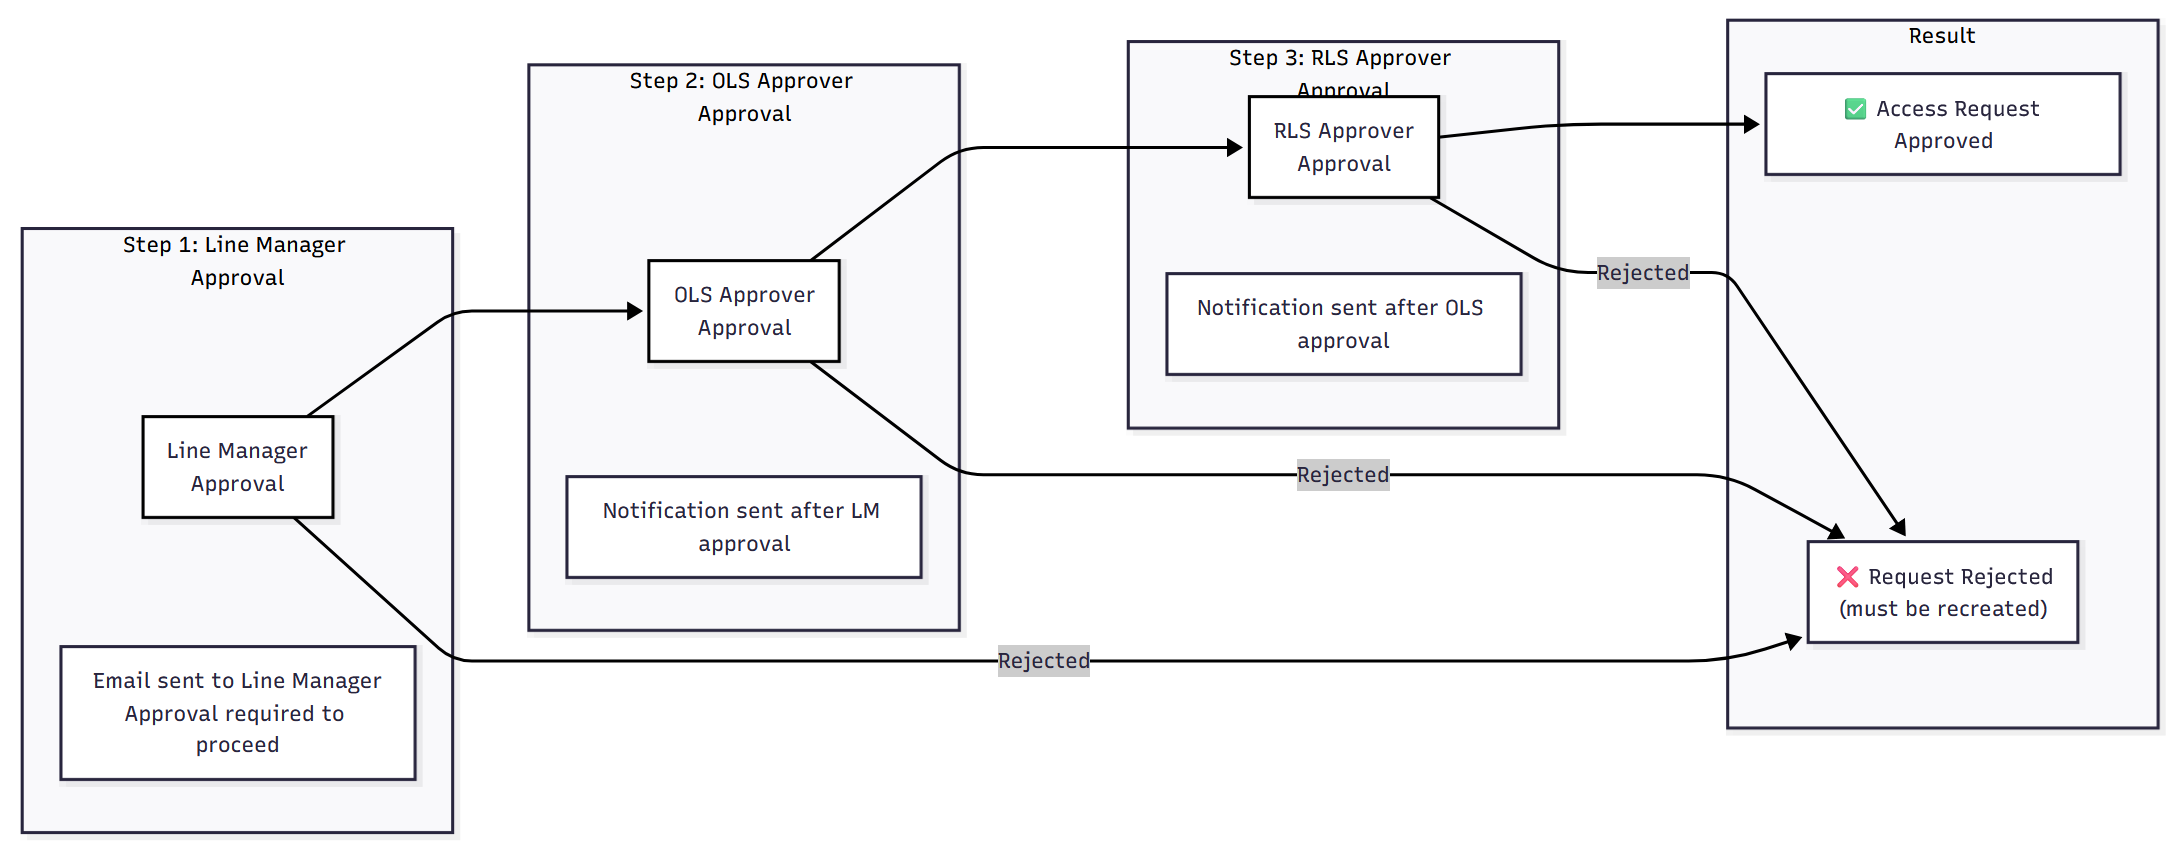 Step 1: Line Manager
Approval
Line Manager
Approval
Email sent to Line Manager
Approval required to
proceed
Step 2: OLS Approver
Approval
OLS Approver
Approval
Notification sent after LM
approval
Step 3: RLS Approver
Approval
RLS Approver
Approval
Notification sent after OLS
approval
Rejected
Rejected
Rejected
Result
✅ Access Request
Approved
❌ Request Rejected
(must be recreated)